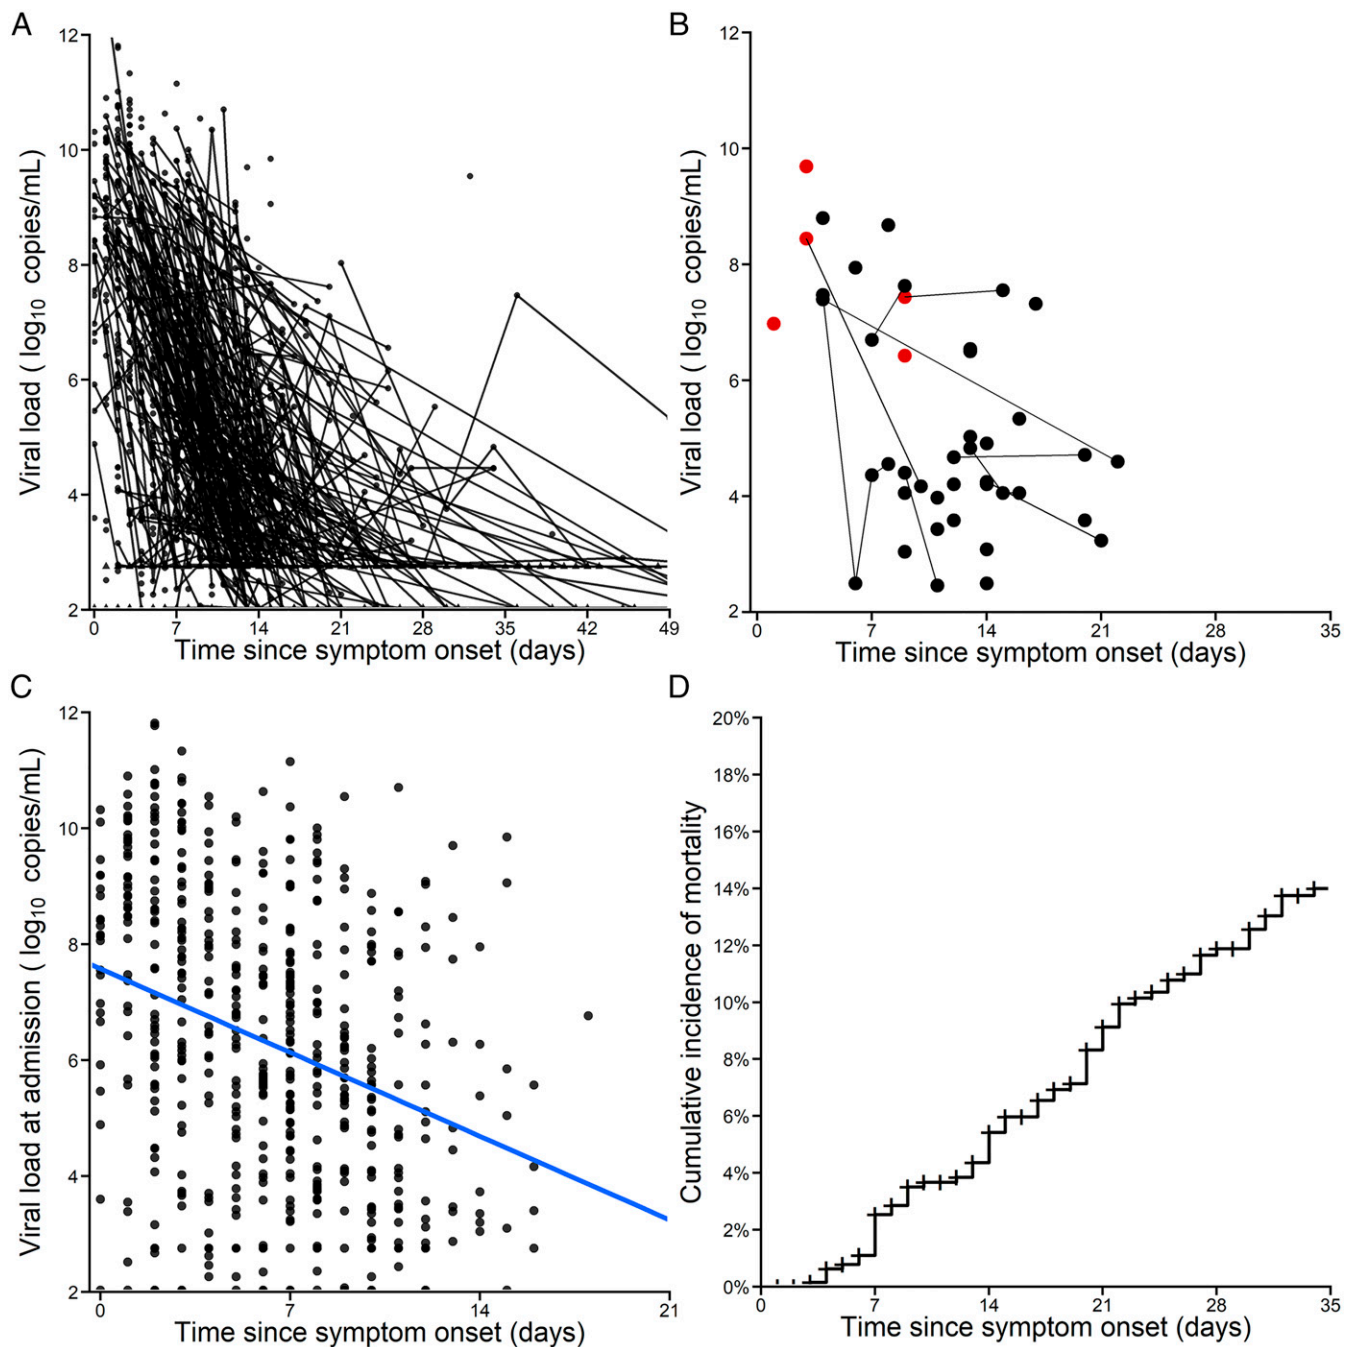 A
12
10
8
6
4
2
Viral load ( log10 copies/mL)
0 7 14 21 28 35 42 49
Time since symptom onset (days)
B
12
10
8
6
4
2
Viral load ( log10 copies/mL)
0 7 14 21 28 35
Time since symptom onset (days)
C
12
10
8
6
4
2
Viral load at admission ( log10 copies/mL)
0 7 14 21
Time since symptom onset (days)
D
20%
18%
16%
14%
12%
10%
8%
6%
4%
2%
0%
Cumulative incidence of mortality
0 7 14 21 28 35
Time since symptom onset (days)